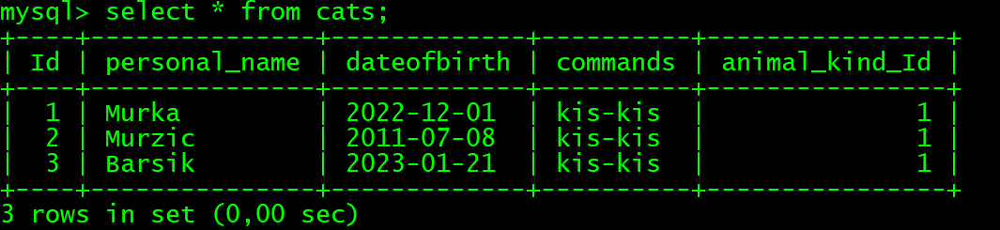 mysql> select * from cats;
+----+---------------+-------------+----------+----------------+
| Id | personal_name | dateofbirth | commands | animal_kind_Id |
+----+---------------+-------------+----------+----------------+
|  1 | Murka         | 2022-12-01  | kis-kis  |              1 |
|  2 | Murzic        | 2011-07-08  | kis-kis  |              1 |
|  3 | Barsik        | 2023-01-21  | kis-kis  |              1 |
+----+---------------+-------------+----------+----------------+
3 rows in set (0,00 sec)